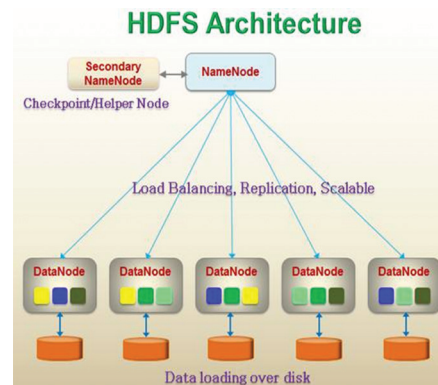 HDFS Architecture
Secondary
NameNode
NameNode
Checkpoint/Helper Node
Load Balancing, Replication, Scalable
DataNode
DataNode
DataNode
DataNode
DataNode
Data loading over disk